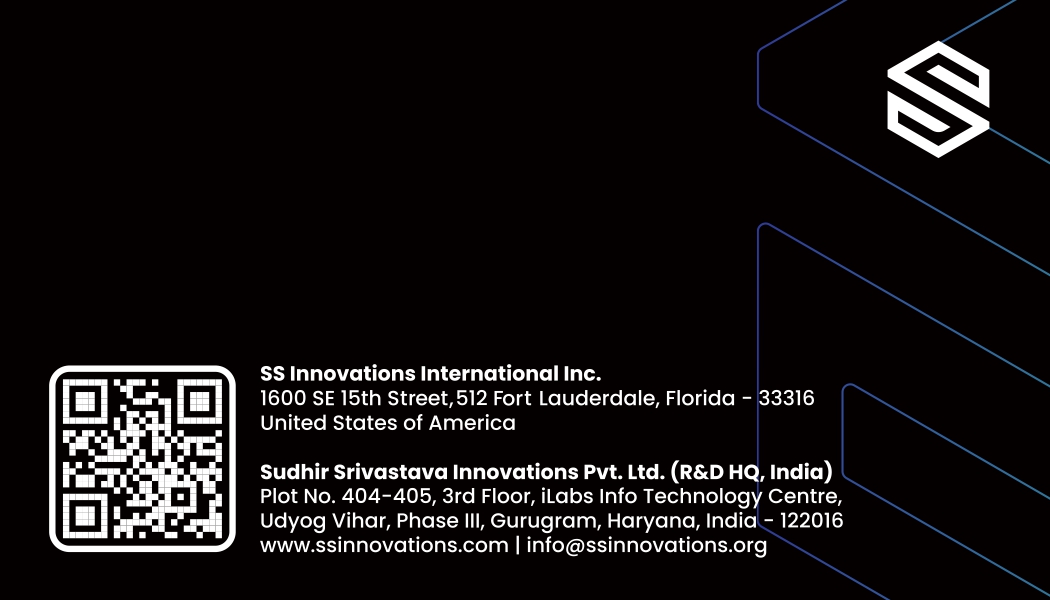 SS Innovations International Inc.
1600 SE 15th Street,512 Fort Lauderdale, Florida - 33316
United States of America
Sudhir Srivastava Innovations Pvt. Ltd. (R&D HQ, India)
Plot No. 404-405, 3rd Floor, iLabs Info Technology Centre,
Udyog Vihar, Phase III, Gurugram, Haryana, India - 122016
www.ssinnovations.com | info@ssinnovations.org